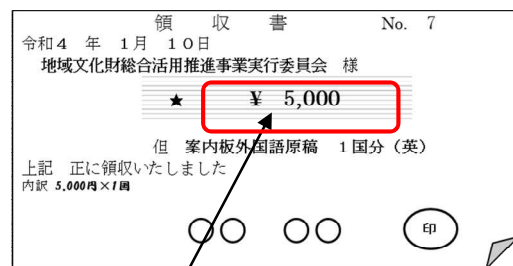 領 収 書 No. 7
令和4 年 1月 10日
地域文化財総合活用推進事業実行委員会 様
★ ¥ 5,000
但 案内板外国語原稿 1国分（英）
上記 正に領収いたしました
内訳 5,000円×1国
○○ ○○ 印